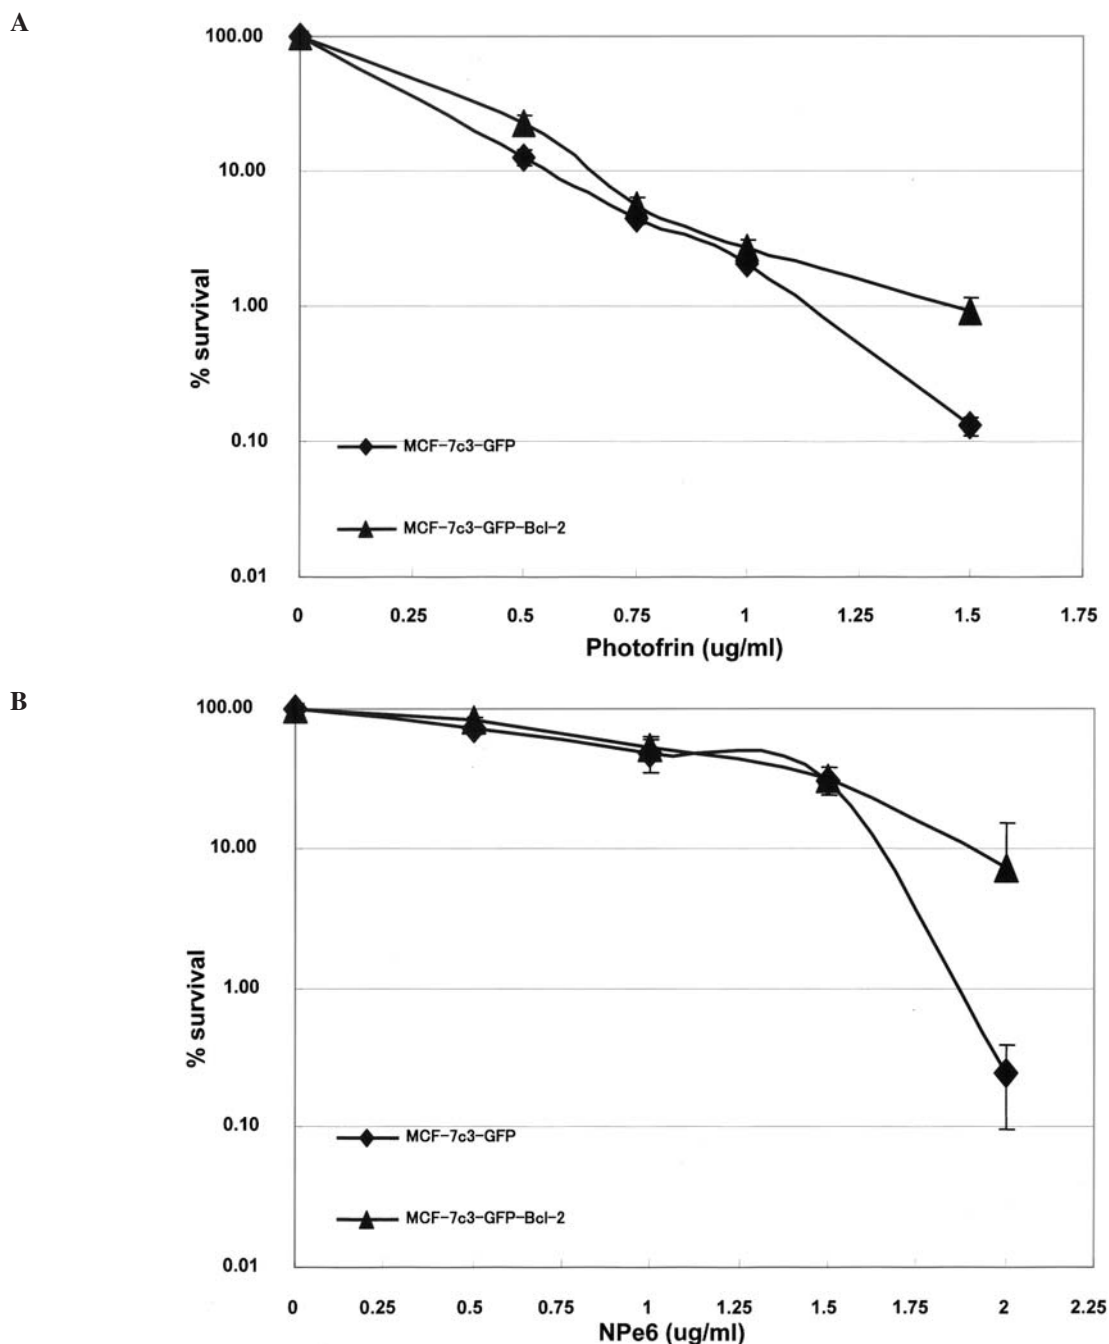 A
100.00
10.00
1.00
0.10
0.01
% survival
MCF-7c3-GFP
MCF-7c3-GFP-Bcl-2
0 0.25 0.5 0.75 1 1.25 1.5 1.75
Photofrin (ug/ml)
B
100.00
10.00
1.00
0.10
0.01
% survival
MCF-7c3-GFP
MCF-7c3-GFP-Bcl-2
0 0.25 0.5 0.75 1 1.25 1.5 1.75 2 2.25
NPe6 (ug/ml)